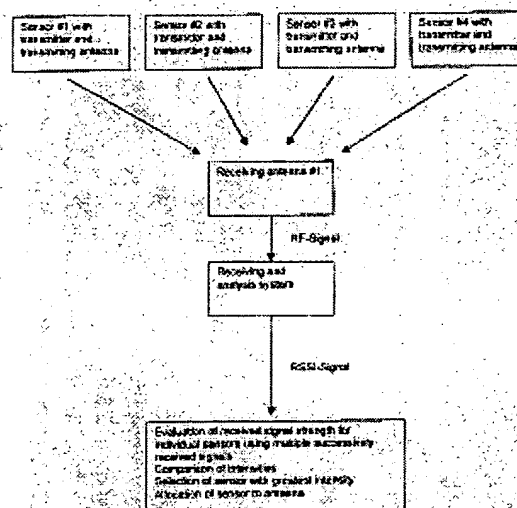 Sensor #1 with
transmitter and
transmitting antenna
Sensor #2 with
transmitter and
transmitting antenna
Sensor #3 with
transmitter and
transmitting antenna
Sensor #4 with
transmitter and
transmitting antenna
Receiving antenna #1
RF-Signal
Receiving and
analysis system
RSSI-Signal
Evaluation of received signal strength for
individual sensors using multiple successively
received signals
Comparison of intensities
Selection of sensor with greatest intensity
Allocation of sensor to antenna